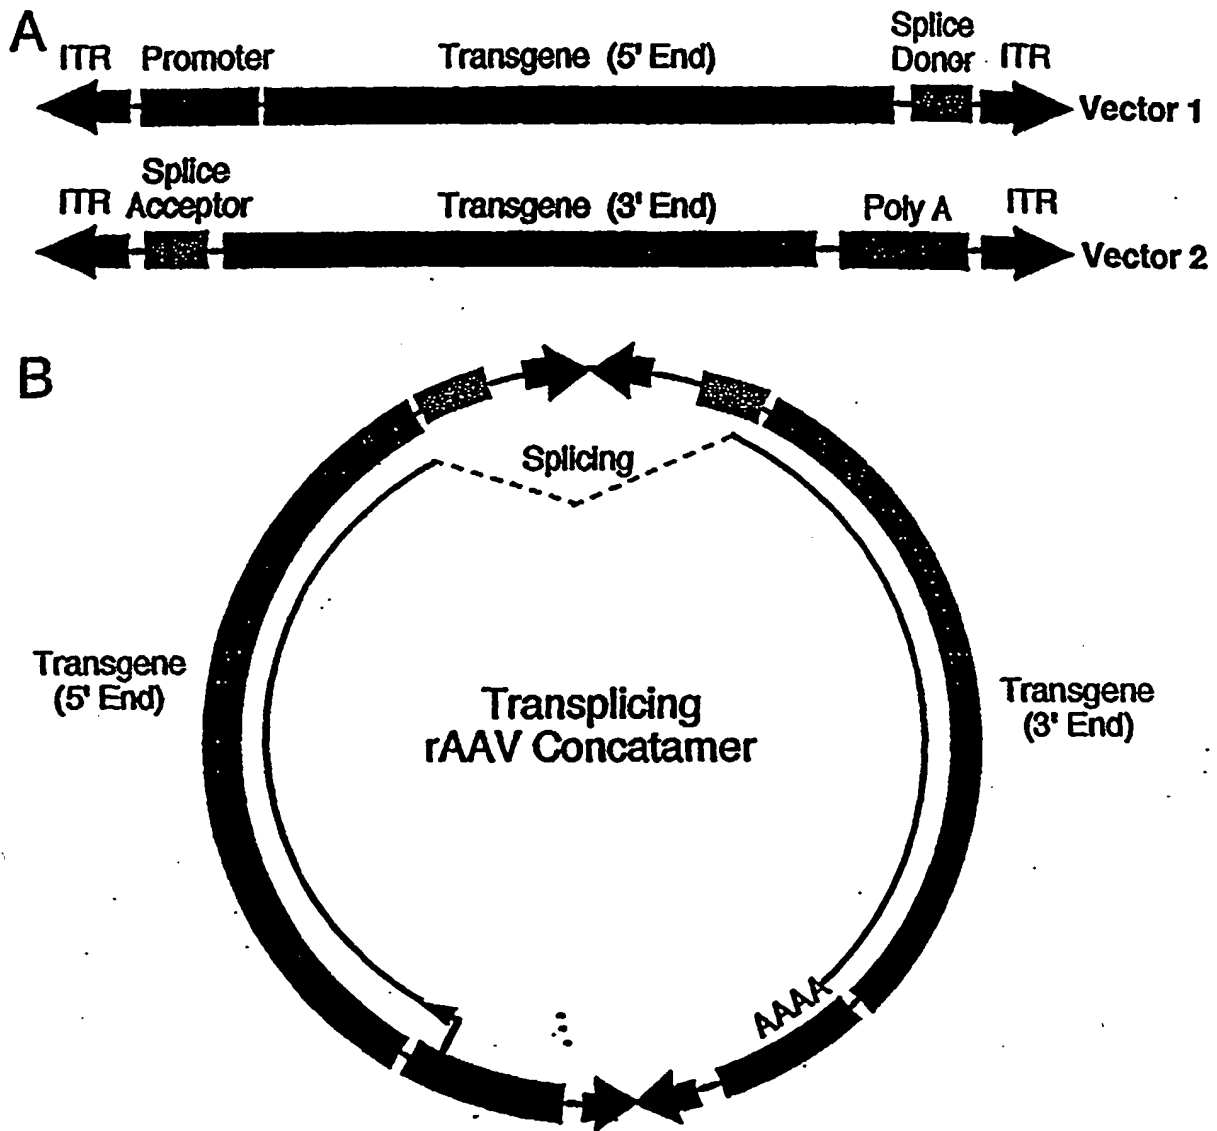 A
ITR Promoter Transgene (5' End) Splice Donor ITR
Vector 1
ITR Splice Acceptor Transgene (3' End) Poly A ITR
Vector 2
B
Splicing
Transgene
(5' End)
Transplicing
rAAV Concatamer
Transgene
(3' End)
AAAA